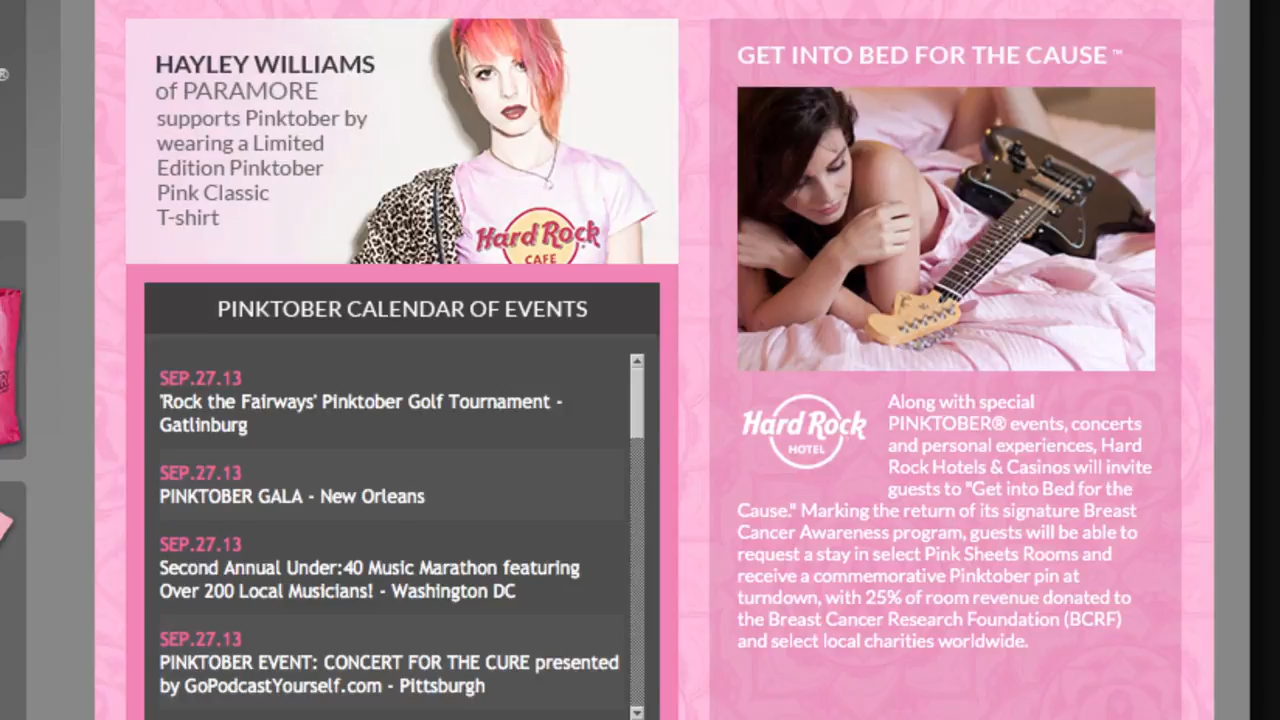 ®
HAYLEY WILLIAMS
of PARAMORE
supports Pinktober by
wearing a Limited
Edition Pinktober
Pink Classic
T-shirt
Hard Rock
CAFE
PINKTOBER CALENDAR OF EVENTS
SEP.27.13
'Rock the Fairways' Pinktober Golf Tournament -
Gatlinburg
SEP.27.13
PINKTOBER GALA - New Orleans
SEP.27.13
Second Annual Under:40 Music Marathon featuring
Over 200 Local Musicians! - Washington DC
SEP.27.13
PINKTOBER EVENT: CONCERT FOR THE CURE presented
by GoPodcastYourself.com - Pittsburgh
GET INTO BED FOR THE CAUSE™
Hard Rock
HOTEL
Along with special
PINKTOBER® events, concerts
and personal experiences, Hard
Rock Hotels & Casinos will invite
guests to "Get into Bed for the
Cause." Marking the return of its signature Breast
Cancer Awareness program, guests will be able to
request a stay in select Pink Sheets Rooms and
receive a commemorative Pinktober pin at
turndown, with 25% of room revenue donated to
the Breast Cancer Research Foundation (BCRF)
and select local charities worldwide.